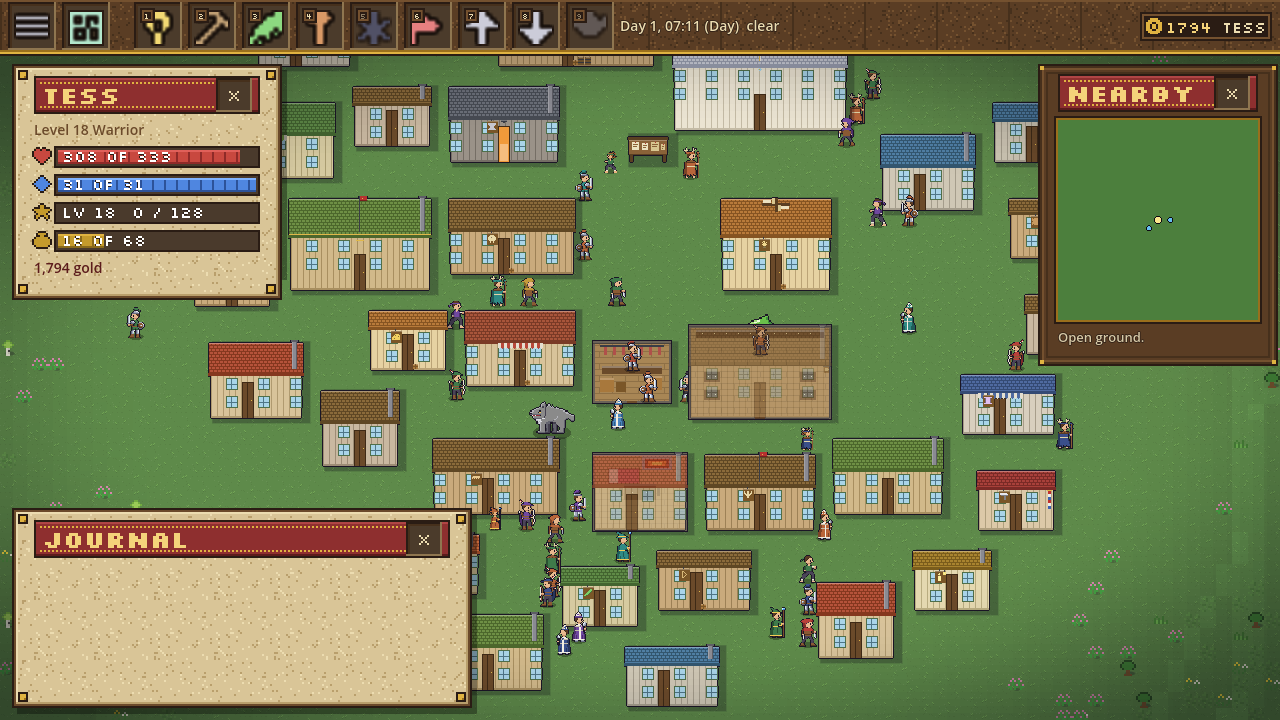 1 2 3 4 5 6 7 8 9
Day 1, 07:11 (Day) clear
1794 TESS
TESS
Level 18 Warrior
308 OF 333
31 OF 31
LV 18 0 / 128
18 OF 68
1,794 gold
NEARBY
Open ground.
JOURNAL